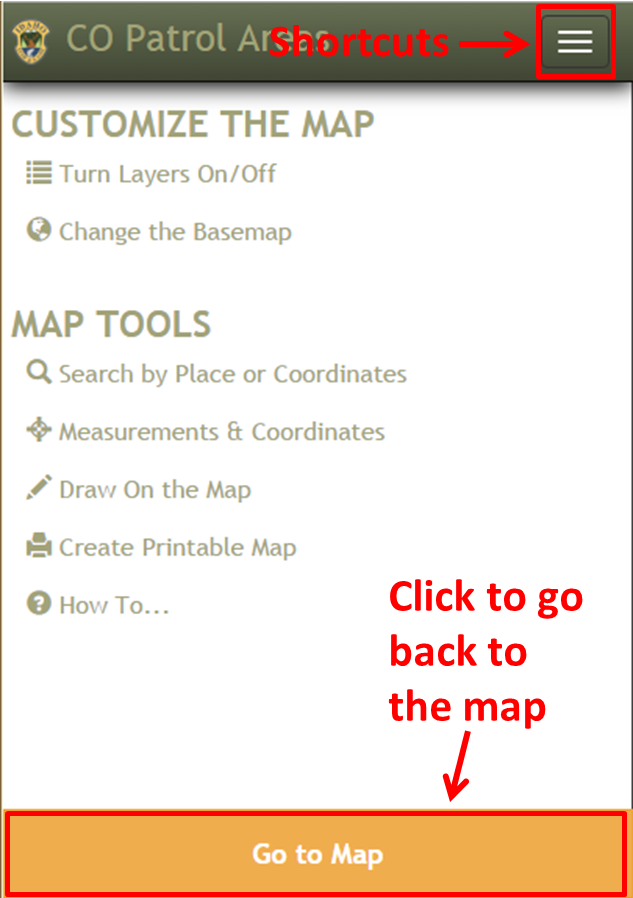 CO Patrol Areas
Shortcuts
CUSTOMIZE THE MAP
Turn Layers On/Off
Change the Basemap
MAP TOOLS
Search by Place or Coordinates
Measurements & Coordinates
Draw On the Map
Create Printable Map
How To...
Click to go
back to
the map
Go to Map